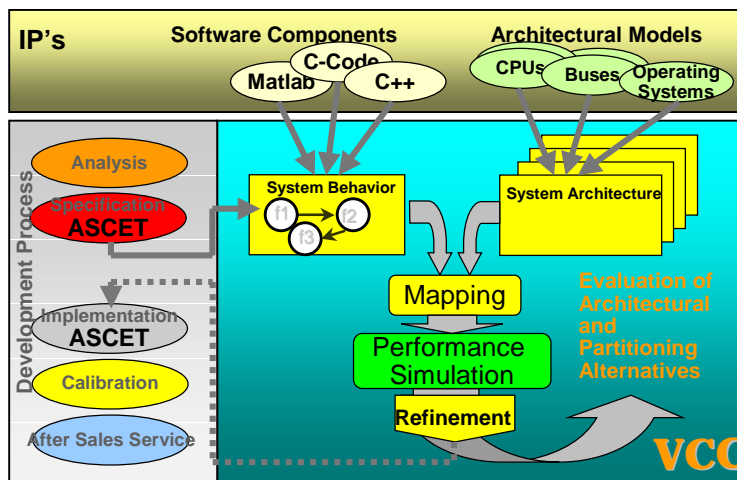 IP's
Software Components
Architectural Models
C-Code
Matlab
C++
CPUs
Buses
Operating
Systems
Development Process
Analysis
Specification
ASCET
Implementation
ASCET
Calibration
After Sales Service
System Behavior
f1
f2
f3
System Architecture
Mapping
Performance
Simulation
Refinement
Evaluation of
Architectural
and
Partitioning
Alternatives
VCC